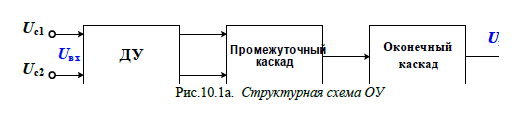 Uс1
Uвх
Uс2
ДУ
Промежуточный
каскад
Оконечный
каскад
U
Рис.10.1а. Структурная схема ОУ